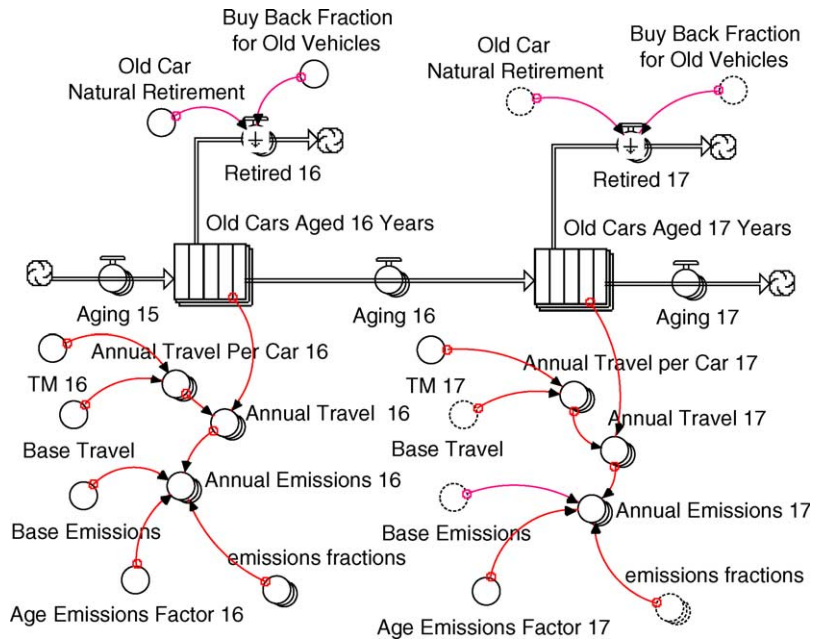 Buy Back Fraction
for Old Vehicles
Old Car
Natural Retirement
Retired 16
Old Cars Aged 16 Years
Aging 15
Aging 16
Annual Travel Per Car 16
TM 16
Annual Travel 16
Base Travel
Annual Emissions 16
Base Emissions
emissions fractions
Age Emissions Factor 16
Buy Back Fraction
for Old Vehicles
Old Car
Natural Retirement
Retired 17
Old Cars Aged 17 Years
Aging 17
Annual Travel per Car 17
TM 17
Annual Travel 17
Base Travel
Annual Emissions 17
Base Emissions
emissions fractions
Age Emissions Factor 17